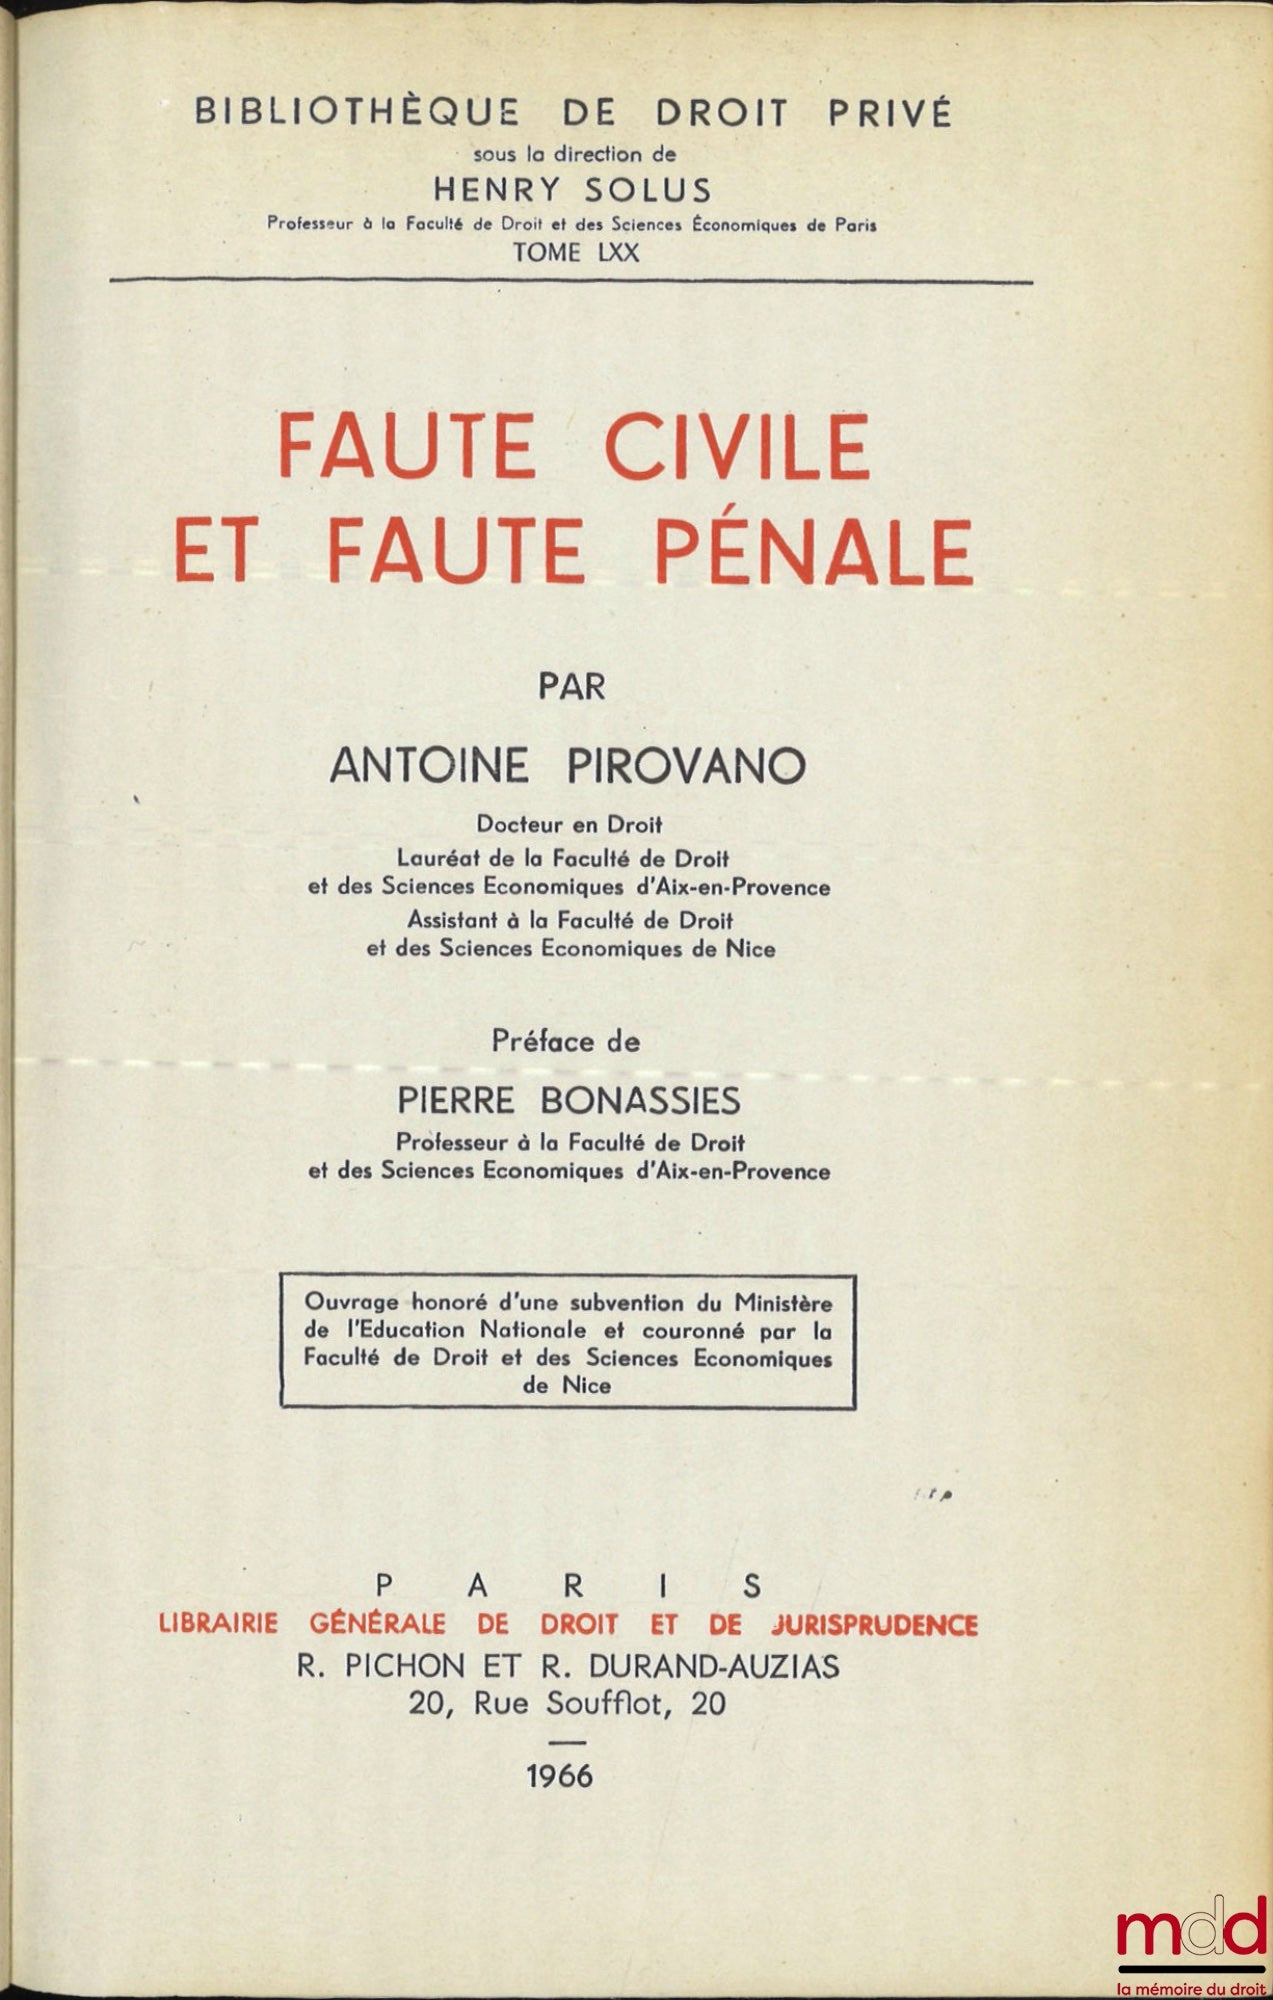 BIBLIOTHÈQUE DE DROIT PRIVÉ
sous la direction de
HENRY SOLUS
Professeur à la Faculté de Droit et des Sciences Économiques de Paris
TOME LXX
FAUTE CIVILE
ET FAUTE PÉNALE
PAR
ANTOINE PIROVANO
Docteur en Droit
Lauréat de la Faculté de Droit
et des Sciences Economiques d'Aix-en-Provence
Assistant à la Faculté de Droit
et des Sciences Economiques de Nice
Préface de
PIERRE BONASSIES
Professeur à la Faculté de Droit
et des Sciences Economiques d'Aix-en-Provence
Ouvrage honoré d'une subvention du Ministère
de l'Education Nationale et couronné par la
Faculté de Droit et des Sciences Economiques
de Nice
PARIS
LIBRAIRIE GÉNÉRALE DE DROIT ET DE JURISPRUDENCE
R. PICHON ET R. DURAND-AUZIAS
20, Rue Soufflot, 20
1966
mdd
la mémoire du droit